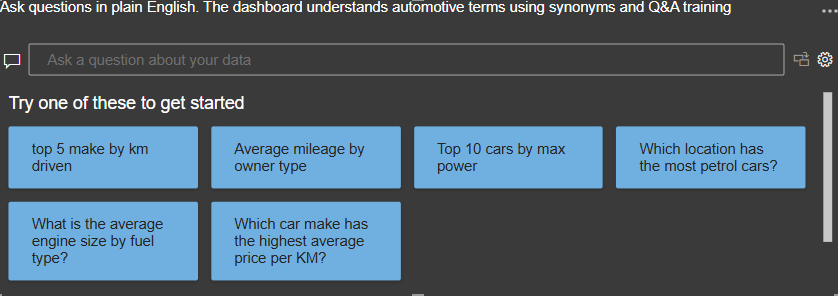 Ask questions in plain English. The dashboard understands automotive terms using synonyms and Q&A training
Ask a question about your data
Try one of these to get started
top 5 make by km
driven
Average mileage by
owner type
Top 10 cars by max
power
Which location has
the most petrol cars?
What is the average
engine size by fuel
type?
Which car make has
the highest average
price per KM?